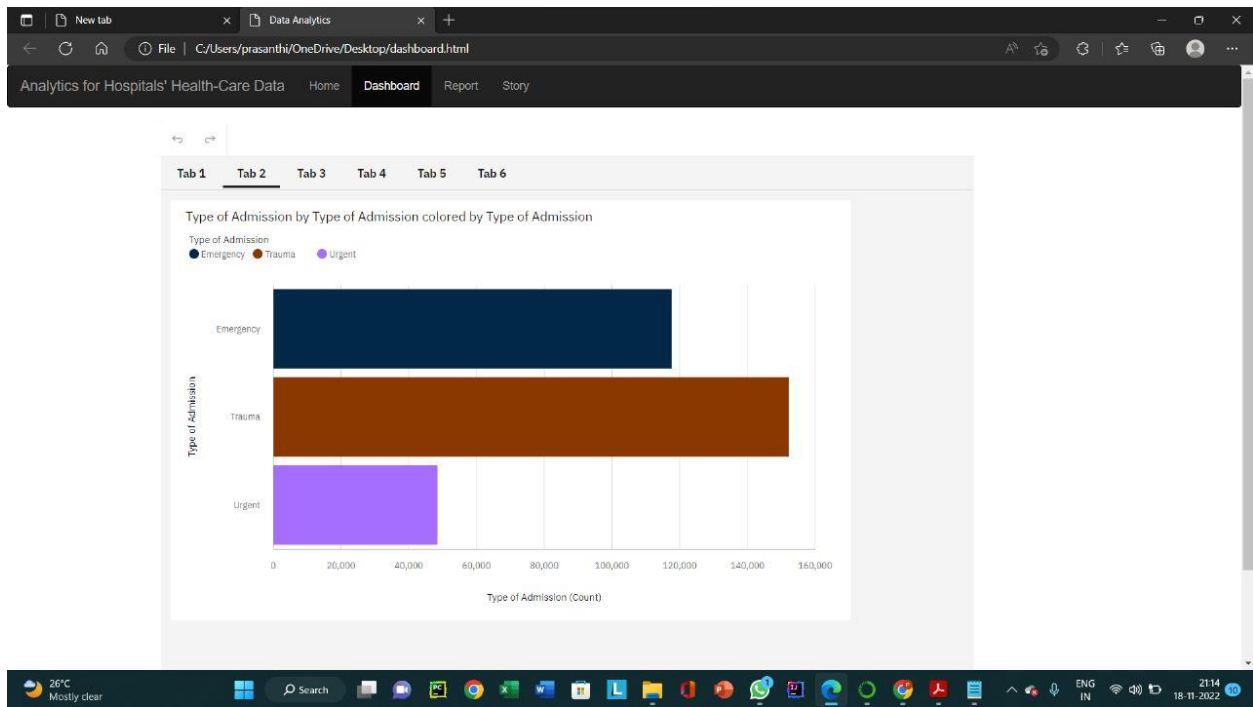 New tab
Data Analytics
File | C:/Users/prasanthi/OneDrive/Desktop/dashboard.html
Analytics for Hospitals' Health-Care Data Home Dashboard Report Story
Tab 1 Tab 2 Tab 3 Tab 4 Tab 5 Tab 6
Type of Admission by Type of Admission colored by Type of Admission
Type of Admission
Emergency Trauma Urgent
Type of Admission
Emergency
Trauma
Urgent
0 20,000 40,000 60,000 80,000 100,000 120,000 140,000 160,000
Type of Admission (Count)
26°C
Mostly clear
Search
ENG
IN
21:14
18-11-2022
10